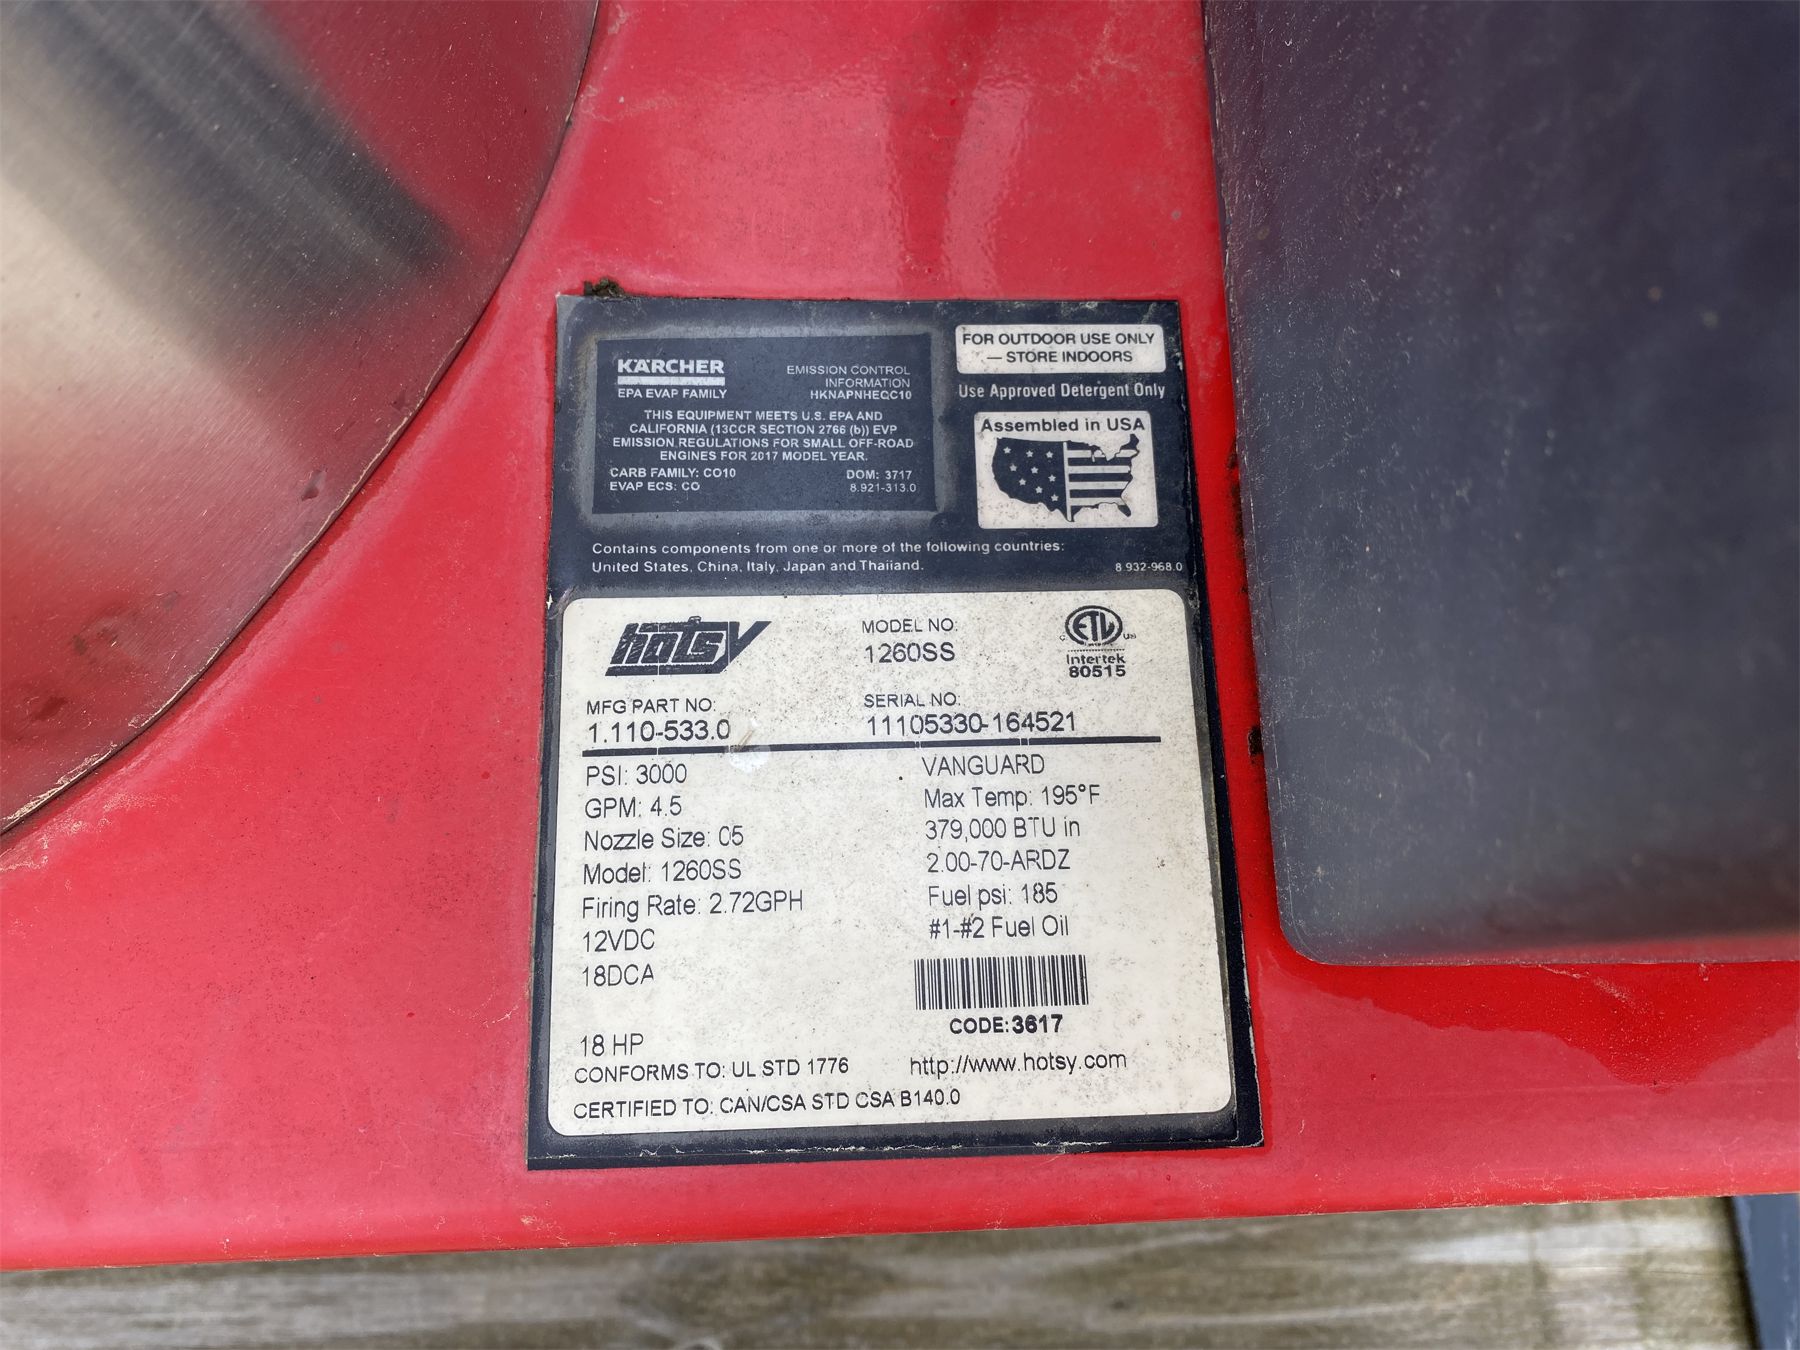 KÄRCHER
EPA EVAP FAMILY
EMISSION CONTROL
INFORMATION
HKNAPNHEQC10
THIS EQUIPMENT MEETS U.S. EPA AND
CALIFORNIA (13CCR SECTION 2766 (b)) EVP
EMISSION REGULATIONS FOR SMALL OFF-ROAD
ENGINES FOR 2017 MODEL YEAR.
CARB FAMILY: CO10
DOM: 3717
EVAP ECS: CO
8.921-313.0
FOR OUTDOOR USE ONLY
— STORE INDOORS
Use Approved Detergent Only
Assembled in USA
Contains components from one or more of the following countries:
United States, China, Italy, Japan and Thailand.
8 932-968.0
hotsy
MODEL NO:
1260SS
C ETL US
Intertek
80515
MFG PART NO:
1.110-533.0
SERIAL NO:
11105330-164521
PSI: 3000
GPM: 4.5
Nozzle Size: 05
Model: 1260SS
Firing Rate: 2.72GPH
12VDC
18DCA
18 HP
VANGUARD
Max Temp: 195°F
379,000 BTU in
2.00-70-ARDZ
Fuel psi: 185
#1-#2 Fuel Oil
CODE:3617
CONFORMS TO: UL STD 1776
http://www.hotsy.com
CERTIFIED TO: CAN/CSA STD CSA B140.0